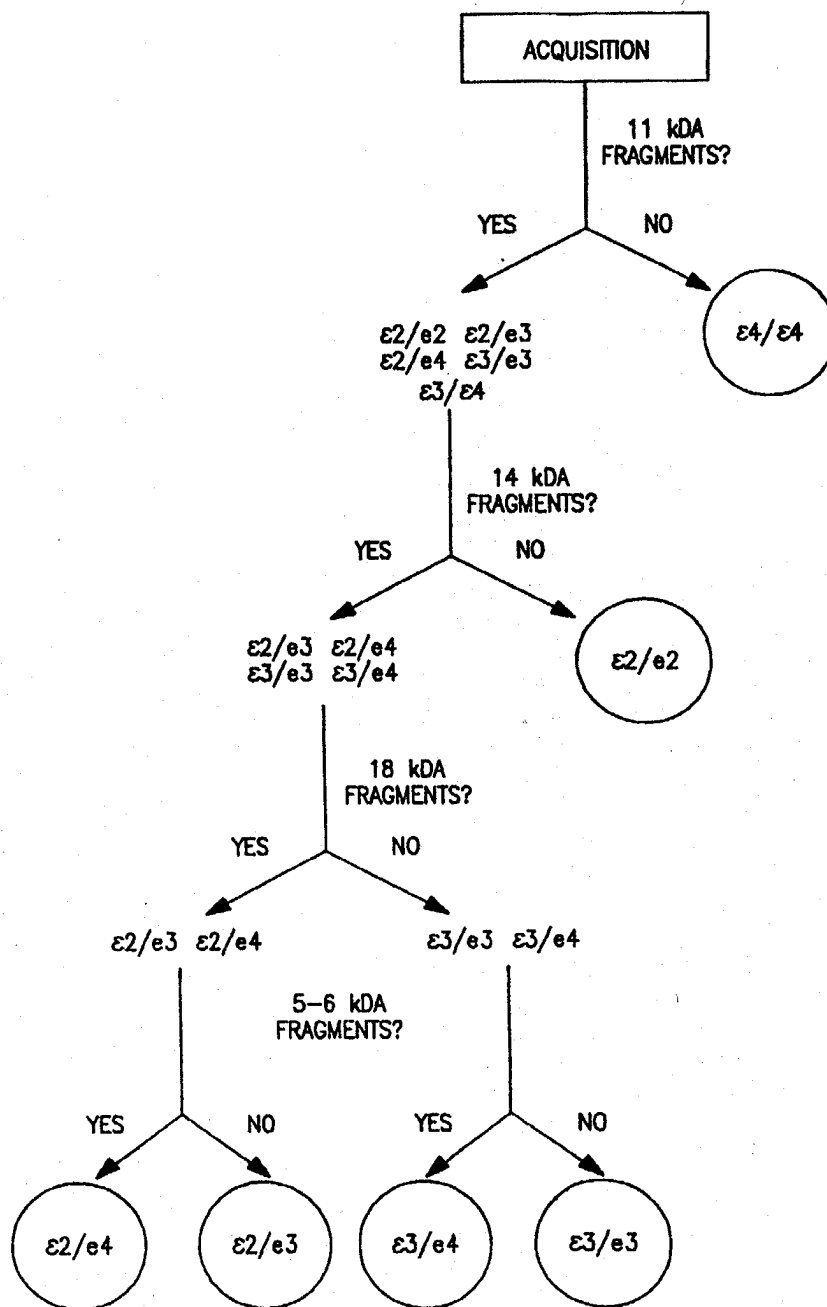 ACQUISITION
11 kDA
FRAGMENTS?
YES NO
ε4/ε4
ε2/e2 ε2/e3
ε2/e4 ε3/e3
ε3/ε4
14 kDA
FRAGMENTS?
YES NO
ε2/e3 ε2/e4
ε3/e3 ε3/e4
ε2/e2
18 kDA
FRAGMENTS?
YES NO
ε2/e3 ε2/e4
ε3/e3 ε3/e4
5-6 kDA
FRAGMENTS?
YES NO YES NO
ε2/e4 ε2/e3 ε3/e4 ε3/e3